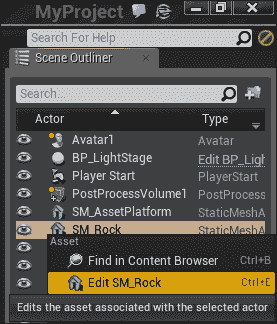 MyProject
Search For Help
Scene Outliner
Search...
Actor Type
Avatar1 Avatar
BP_LightStage Edit BP_Lig
Player Start PlayerStart
PostProcessVolume1 PostProcess
SM_AssetPlatform StaticMeshA
SM_Rock StaticMeshA
Asset
Find in Content Browser Ctrl+B
Edit SM_Rock Ctrl+E
Edits the asset associated with the selected actor